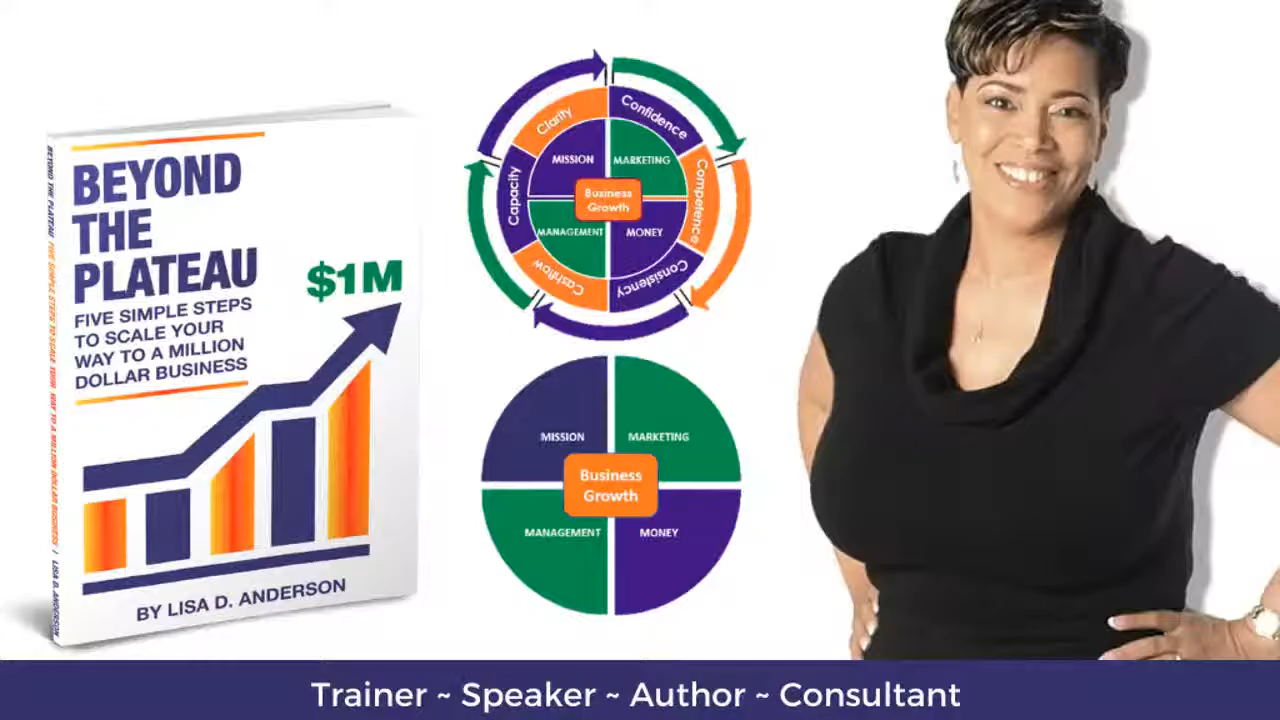 BEYOND
THE
PLATEAU
FIVE SIMPLE STEPS
TO SCALE YOUR
WAY TO A MILLION
DOLLAR BUSINESS
$1M
BY LISA D. ANDERSON
BEYOND THE PLATEAU FIVE SIMPLE STEPS TO SCALE YOUR WAY TO A MILLION DOLLAR BUSINESS / LISA D. ANDERSON
Clarity
Confidence
Competence
Consistency
Cashflow
Capacity
MISSION
MARKETING
Business
Growth
MANAGEMENT
MONEY
MISSION
MARKETING
Business
Growth
MANAGEMENT
MONEY
Trainer ~ Speaker ~ Author ~ Consultant